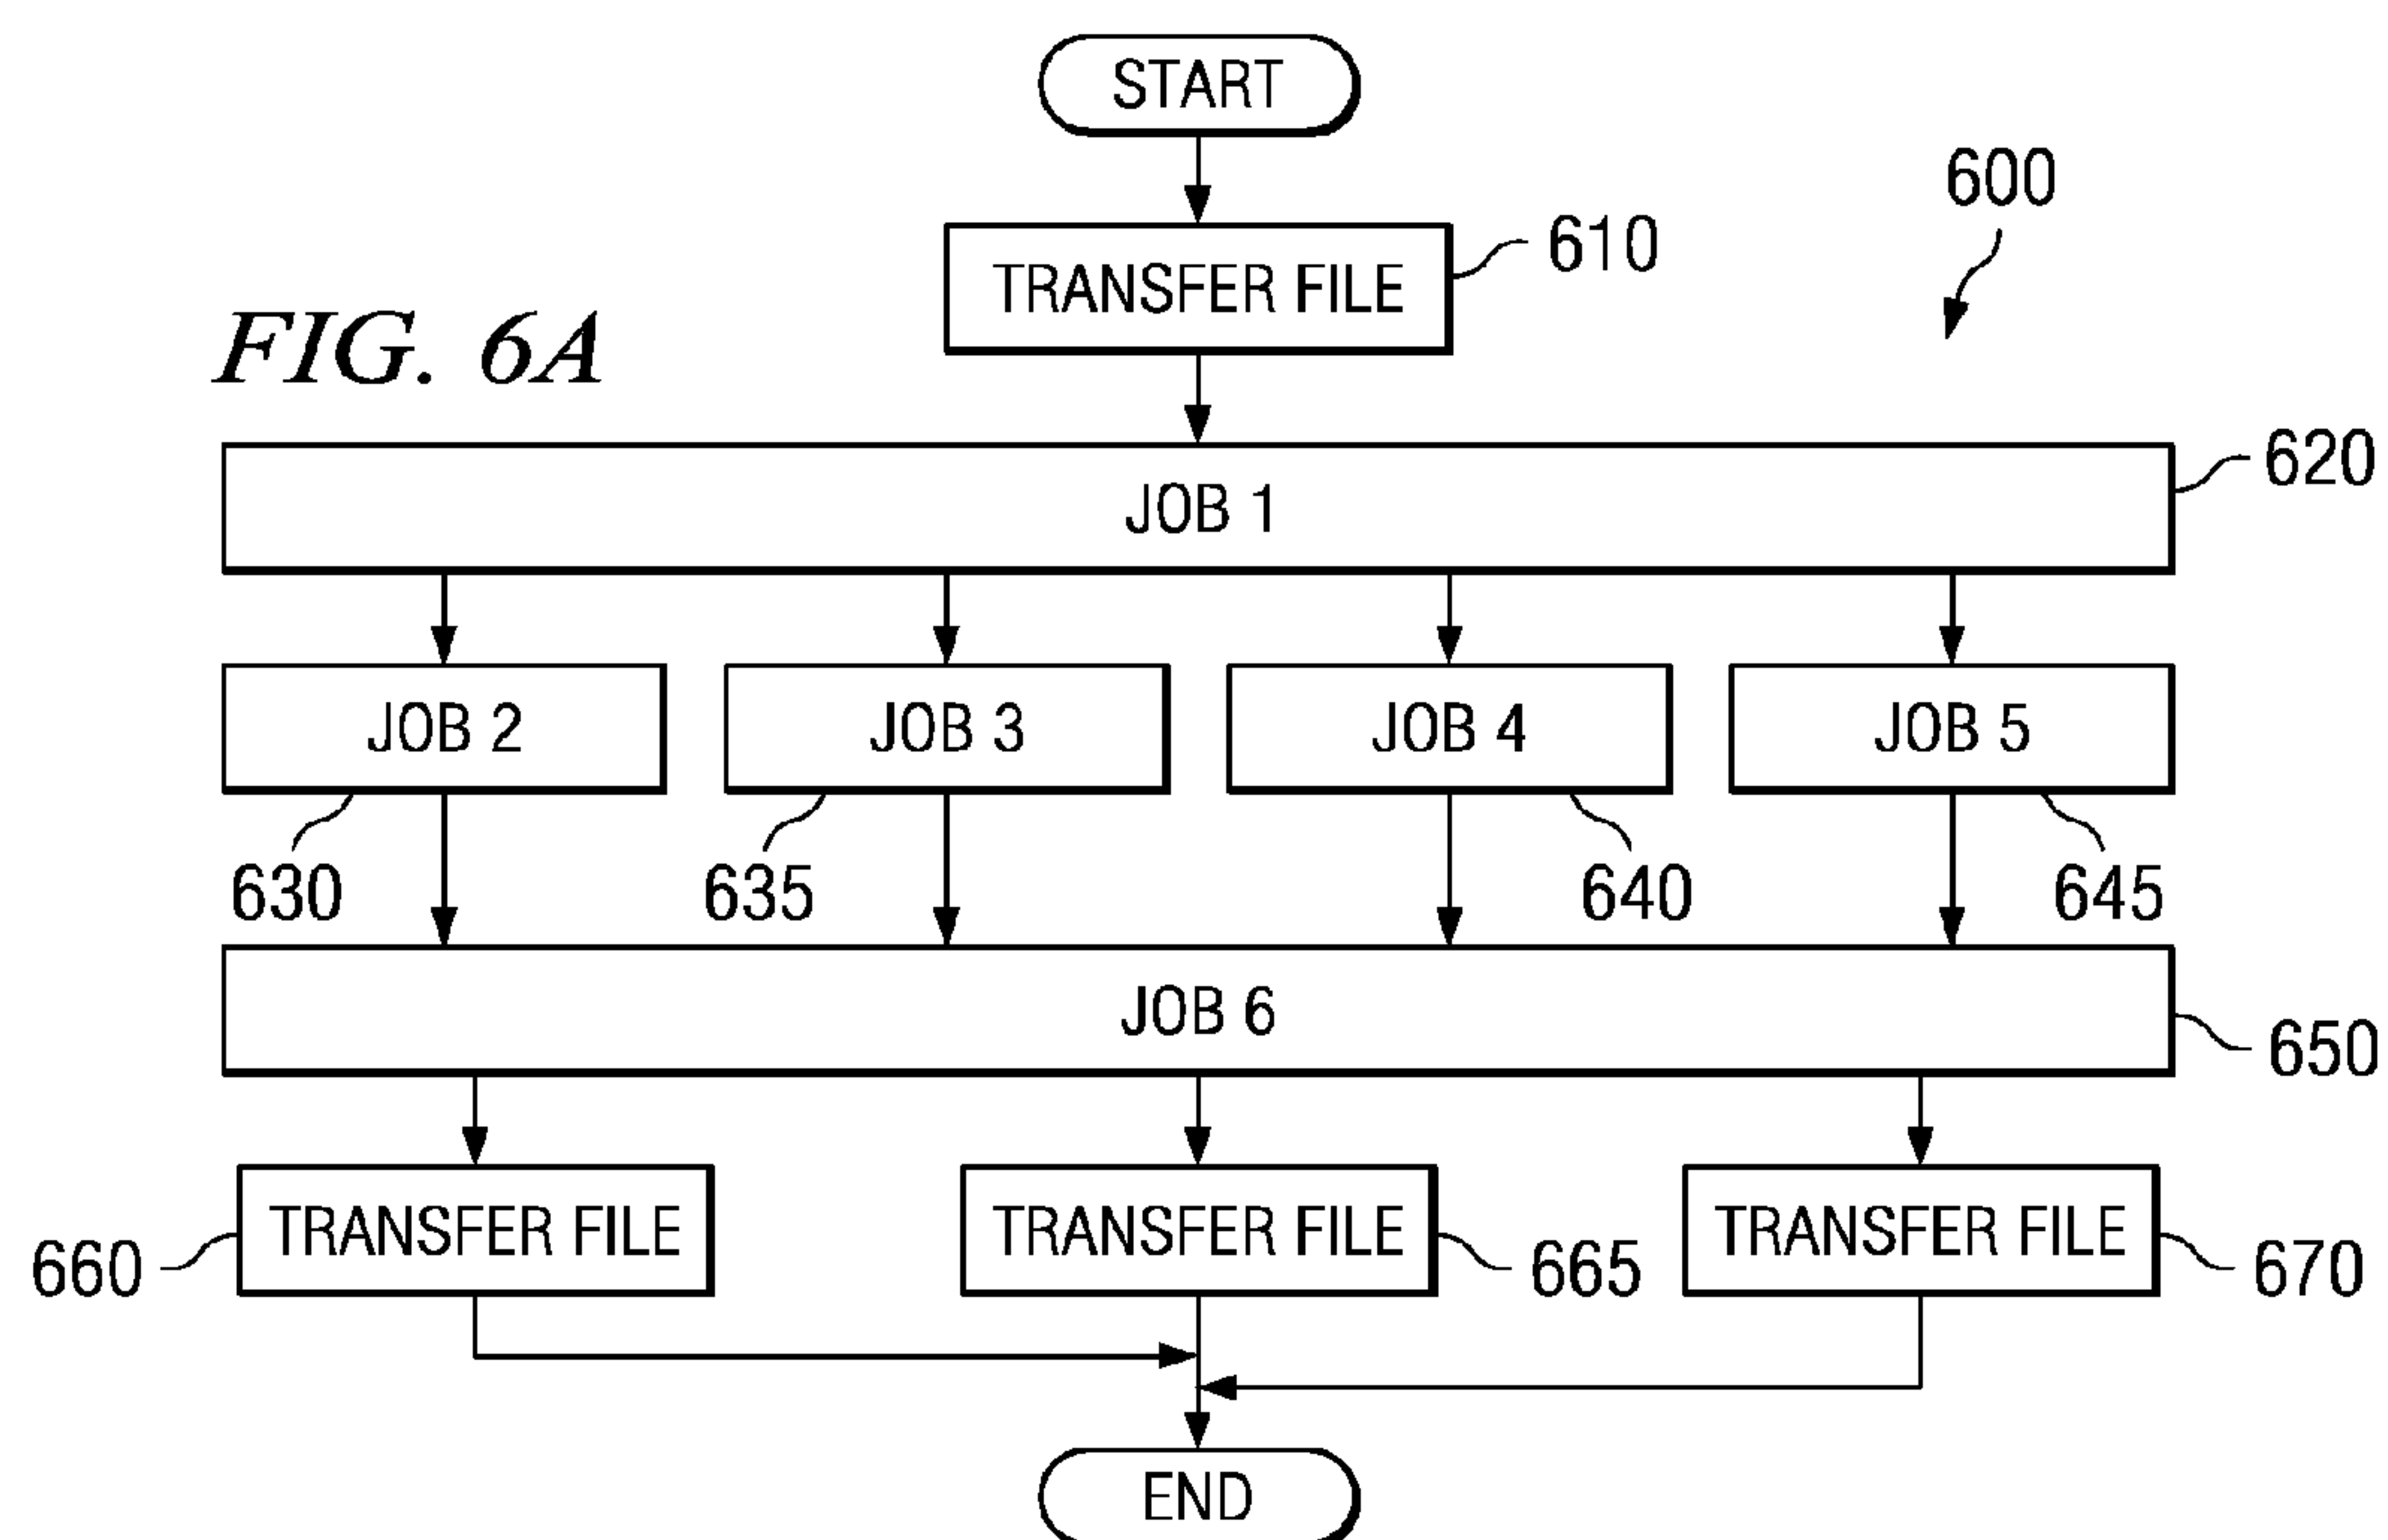 START
600
610
TRANSFER FILE
FIG. 6A
620
JOB 1
JOB 2
JOB 3
JOB 4
JOB 5
630
635
640
645
JOB 6
650
TRANSFER FILE
TRANSFER FILE
TRANSFER FILE
660
665
670
END